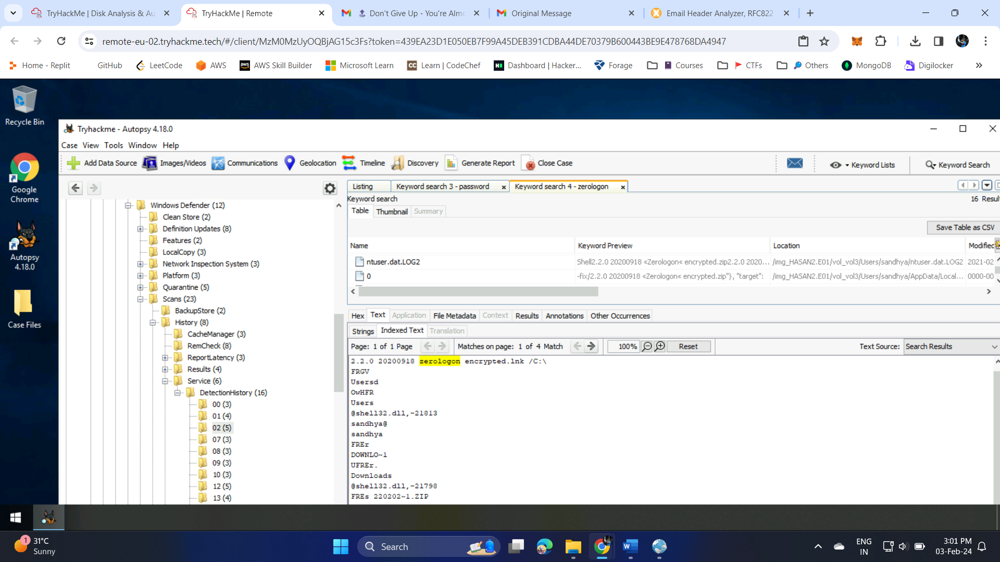 TryHackMe | Disk Analysis & Au
TryHackMe | Remote
Don't Give Up - You're Almo
Original Message
Email Header Analyzer, RFC822
remote-eu-02.tryhackme.tech/#/client/MzM0MzUyOQBjAG15c3Fs?token=439EA23D1E050EB7F99A45DEB391CDBA44DE70379B600443BE9E478768DA4947
Home - Replit
GitHub
LeetCode
AWS
AWS Skill Builder
Microsoft Learn
Learn | CodeChef
Dashboard | Hacker...
Forage
Courses
CTFs
Others
MongoDB
Digilocker
Recycle Bin
Google
Chrome
Autopsy
4.18.0
Case Files
Tryhackme - Autopsy 4.18.0
Case View Tools Window Help
Add Data Source
Images/Videos
Communications
Geolocation
Timeline
Discovery
Generate Report
Close Case
Keyword Lists
Keyword Search
Windows Defender (12)
Clean Store (2)
Definition Updates (8)
Features (2)
LocalCopy (3)
Network Inspection System (3)
Platform (3)
Quarantine (5)
Scans (23)
BackupStore (2)
History (8)
CacheManager (3)
RemCheck (8)
ReportLatency (3)
Results (4)
Service (6)
DetectionHistory (16)
00 (3)
01 (4)
02 (5)
07 (3)
08 (3)
09 (3)
10 (3)
12 (5)
13 (4)
Listing
Keyword search 3 - password
Keyword search 4 - zerologon
Keyword search
16 Result
Table Thumbnail Summary
Save Table as CSV
Name Keyword Preview Location Modified
ntuser.dat.LOG2 Shell2.2.0 20200918 «Zerologon« encrypted.zip2.2.0 2020... /img_HASAN2.E01/vol_vol3/Users/sandhya/ntuser.dat.LOG2 2021-02
0 -fix/2.2.0 20200918 «Zerologon« encrypted.zip"}, "target": /img_HASAN2.E01/vol_vol3/Users/sandhya/AppData/Local... 0000-00
Hex Text Application File Metadata Context Results Annotations Other Occurrences
Strings Indexed Text Translation
Page: 1 of 1 Page
Matches on page: 1 of 4 Match
100%
Reset
Text Source: Search Results
2.2.0 20200918 zerologon encrypted.lnk /C:\
FRGV
Usersd
OwHFR
Users
@shell32.dll,-21813
sandhya@
sandhya
FREr
DOWNLO~1
UFREr.
Downloads
@shell32.dll,-21798
FREs 220202~1.ZIP
1
31°C
Sunny
Search
TOP
ENG
IN
3:01 PM
03-Feb-24